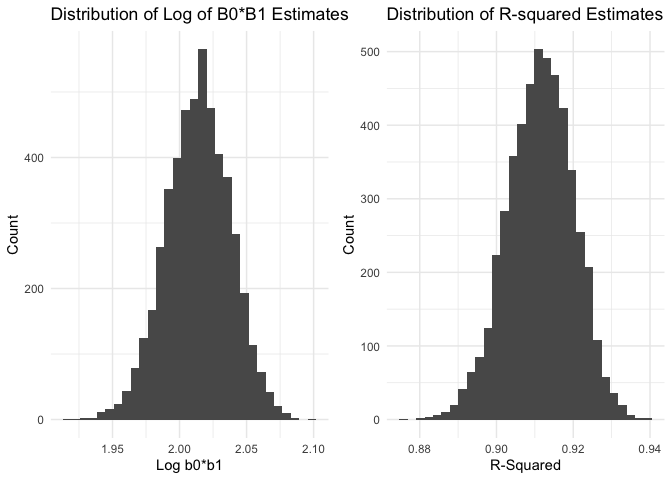 Distribution of Log of B0*B1 Estimates
Count
400
200
0
1.95 2.00 2.05 2.10
Log b0*b1
Distribution of R-squared Estimates
Count
500
400
300
200
100
0
0.88 0.90 0.92 0.94
R-Squared